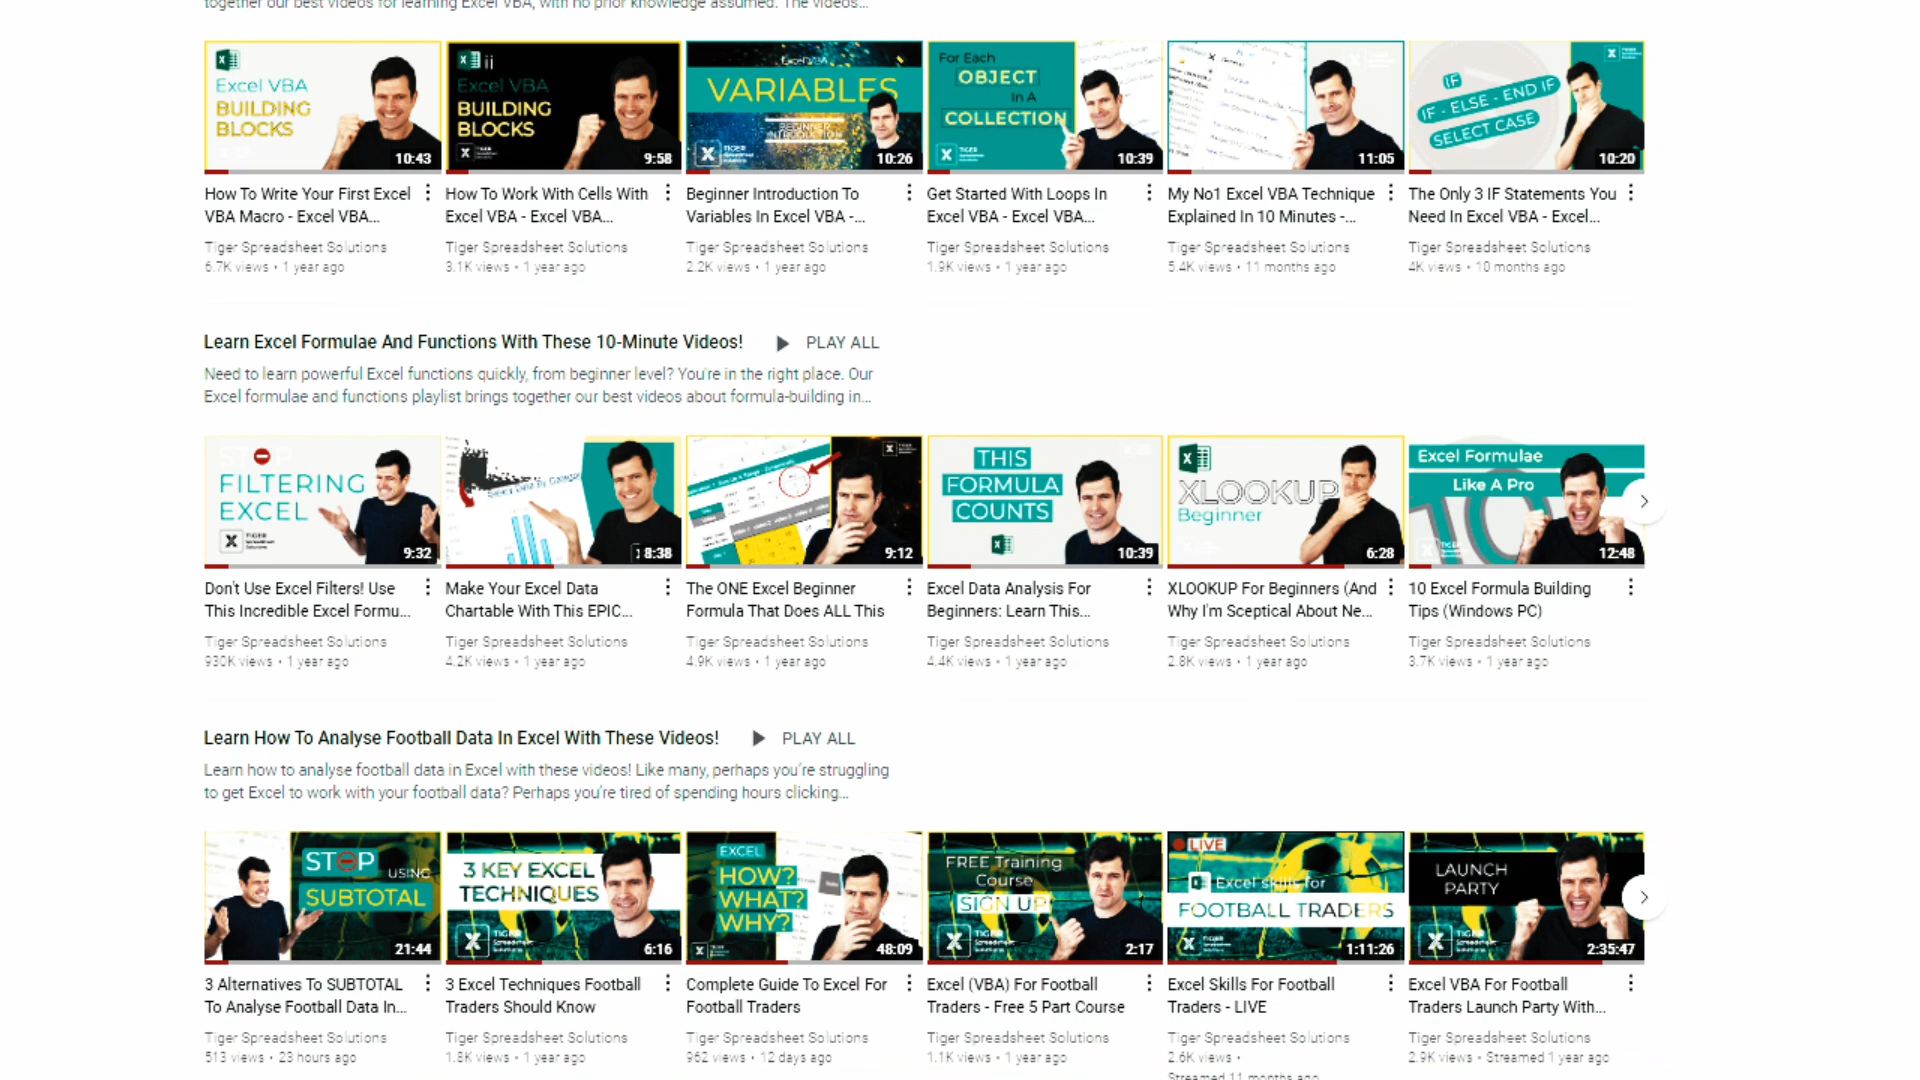 together our best videos for learning Excel VBA, with no prior knowledge assumed. The videos...
Excel VBA
BUILDING
BLOCKS
10:43
ii
Excel VBA
BUILDING
BLOCKS
9:58
Excel VBA
VARIABLES
BEGINNER
INTRODUCTION
TIGER
10:26
For Each
OBJECT
In A
COLLECTION
TIGER
10:39
11:05
IF
IF - ELSE - END IF
SELECT CASE
10:20
How To Write Your First Excel
VBA Macro - Excel VBA...
Tiger Spreadsheet Solutions
6.7K views • 1 year ago
How To Work With Cells With
Excel VBA - Excel VBA...
Tiger Spreadsheet Solutions
3.1K views • 1 year ago
Beginner Introduction To
Variables In Excel VBA -...
Tiger Spreadsheet Solutions
2.2K views • 1 year ago
Get Started With Loops In
Excel VBA - Excel VBA...
Tiger Spreadsheet Solutions
1.9K views • 1 year ago
My No1 Excel VBA Technique
Explained In 10 Minutes -...
Tiger Spreadsheet Solutions
5.4K views • 11 months ago
The Only 3 IF Statements You
Need In Excel VBA - Excel...
Tiger Spreadsheet Solutions
4K views • 10 months ago
Learn Excel Formulae And Functions With These 10-Minute Videos!
PLAY ALL
Need to learn powerful Excel functions quickly, from beginner level? You're in the right place. Our
Excel formulae and functions playlist brings together our best videos about formula-building in...
STOP
FILTERING
EXCEL
TIGER
9:32
8:38
9:12
THIS
FORMULA
COUNTS
10:39
XLOOKUP
Beginner
6:28
Excel Formulae
Like A Pro
10
12:48
Don't Use Excel Filters! Use
This Incredible Excel Formu...
Tiger Spreadsheet Solutions
930K views • 1 year ago
Make Your Excel Data
Chartable With This EPIC...
Tiger Spreadsheet Solutions
4.2K views • 1 year ago
The ONE Excel Beginner
Formula That Does ALL This
Tiger Spreadsheet Solutions
4.9K views • 1 year ago
Excel Data Analysis For
Beginners: Learn This...
Tiger Spreadsheet Solutions
4.4K views • 1 year ago
XLOOKUP For Beginners (And
Why I'm Sceptical About Ne...
Tiger Spreadsheet Solutions
2.8K views • 1 year ago
10 Excel Formula Building
Tips (Windows PC)
Tiger Spreadsheet Solutions
3.7K views • 1 year ago
Learn How To Analyse Football Data In Excel With These Videos!
PLAY ALL
Learn how to analyse football data in Excel with these videos! Like many, perhaps you're struggling
to get Excel to work with your football data? Perhaps you're tired of spending hours clicking...
STOP
USING
SUBTOTAL
21:44
3 KEY EXCEL
TECHNIQUES
TIGER
6:16
EXCEL
HOW?
WHAT?
WHY?
48:09
FREE Training
Course
SIGN UP
TIGER
2:17
LIVE
Excel skills for
FOOTBALL TRADERS
TIGER
1:11:26
LAUNCH
PARTY
TIGER
2:35:47
3 Alternatives To SUBTOTAL
To Analyse Football Data In...
Tiger Spreadsheet Solutions
513 views • 23 hours ago
3 Excel Techniques Football
Traders Should Know
Tiger Spreadsheet Solutions
1.8K views • 1 year ago
Complete Guide To Excel For
Football Traders
Tiger Spreadsheet Solutions
962 views • 12 days ago
Excel (VBA) For Football
Traders - Free 5 Part Course
Tiger Spreadsheet Solutions
1.1K views • 1 year ago
Excel Skills For Football
Traders - LIVE
Tiger Spreadsheet Solutions
2.6K views •
Streamed 11 months ago
Excel VBA For Football
Traders Launch Party With...
Tiger Spreadsheet Solutions
2.9K views • Streamed 1 year ago